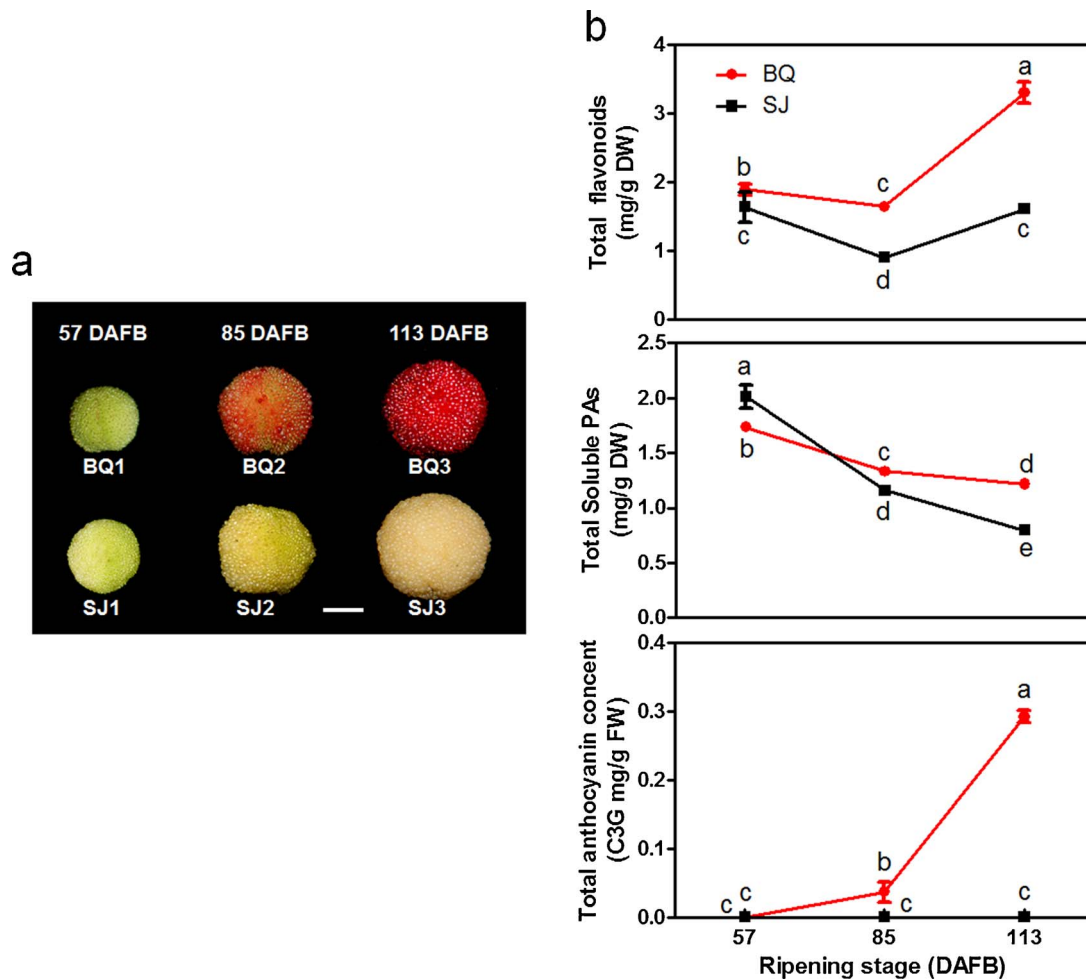 a
57 DAFB 85 DAFB 113 DAFB
BQ1 BQ2 BQ3
SJ1 SJ2 SJ3
b
Total flavonoids
(mg/g DW)
4
3
2
1
0
BQ
SJ
b
c
a
c
d
c
Total Soluble PAs
(mg/g DW)
2.5
2.0
1.5
1.0
0.5
0.0
a
b
c
d
d
e
Total anthocyanin concent
(C3G mg/g FW)
0.4
0.3
0.2
0.1
0.0
a
b
c
c c c
57 85 113
Ripening stage (DAFB)